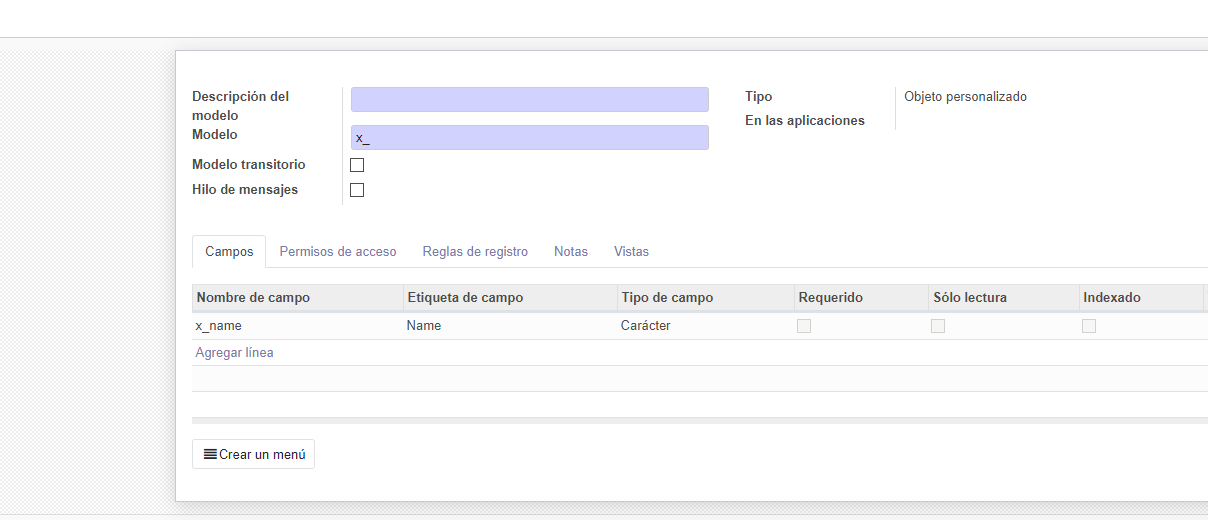 Descripción del
modelo
Modelo
x_
Modelo transitorio
Hilo de mensajes
Tipo
Objeto personalizado
En las aplicaciones
Campos Permisos de acceso Reglas de registro Notas Vistas
Nombre de campo Etiqueta de campo Tipo de campo Requerido Sólo lectura Indexado
x_name Name Carácter
Agregar línea
Crear un menú